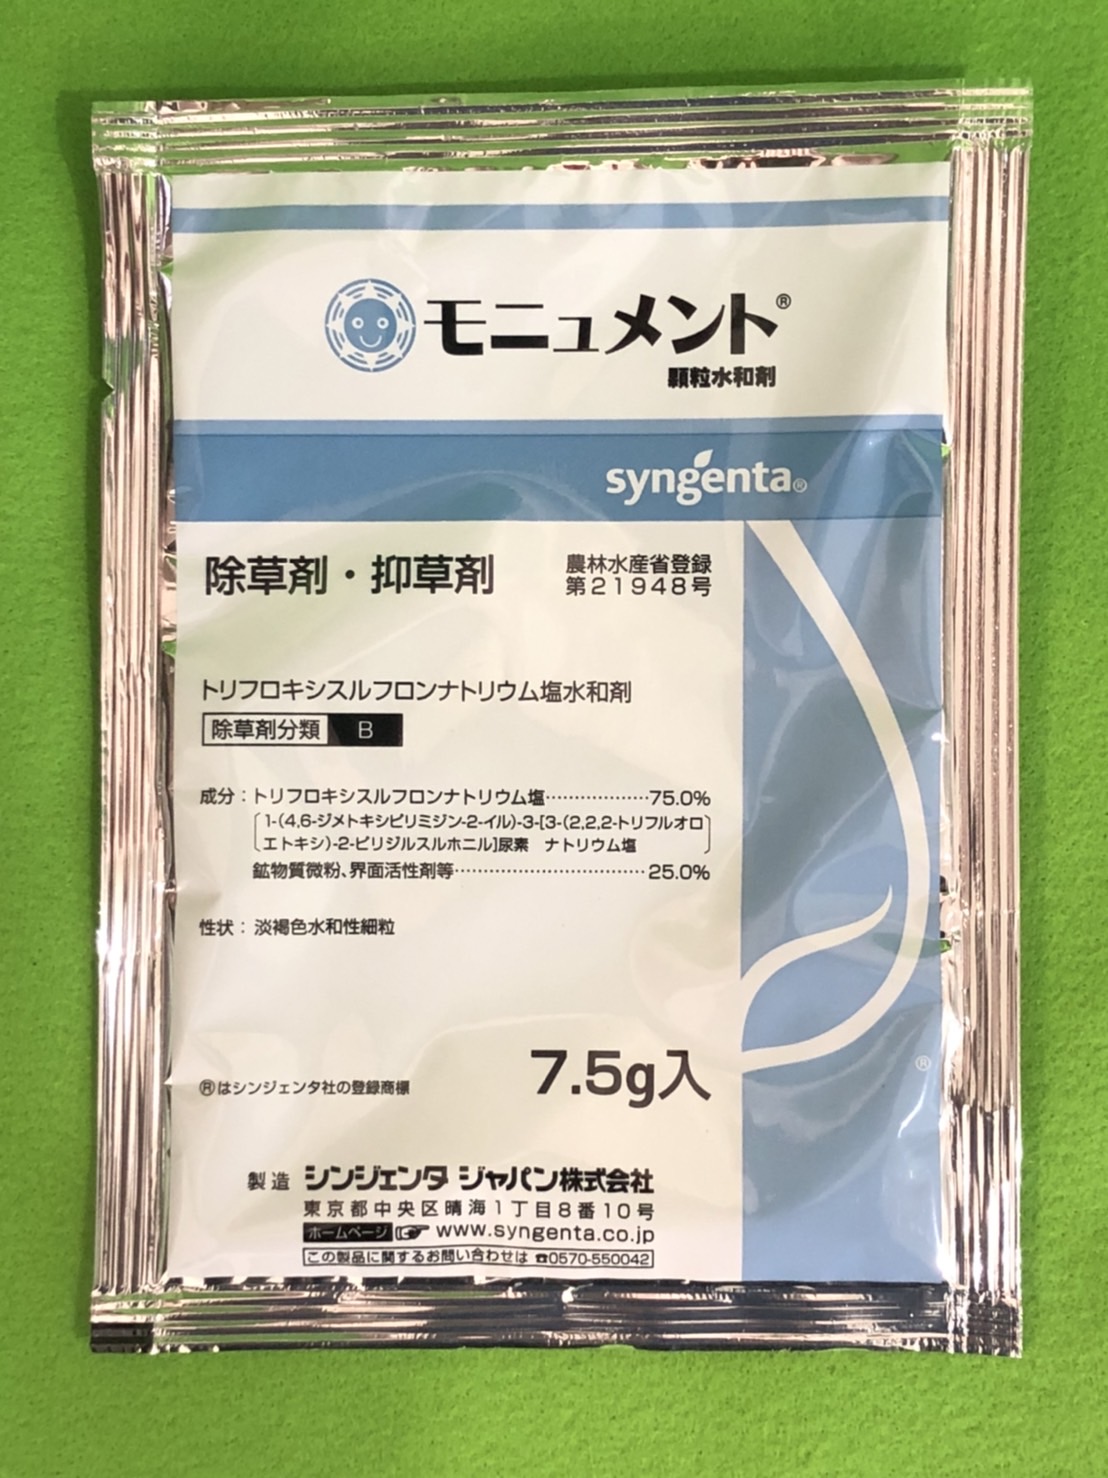 モニュメント®
顆粒水和剤
syngenta®
除草剤・抑草剤
農林水産省登録
第21948号
トリフロキシスルフロンナトリウム塩水和剤
除草剤分類 B
成分：トリフロキシスルフロンナトリウム塩………………75.0%
1-(4,6-ジメトキシピリミジン-2-イル)-3-[3-(2,2,2-トリフルオロ
エトキシ)-2-ピリジルスルホニル]尿素 ナトリウム塩
鉱物質微粉、界面活性剤等……………………………25.0%
性状：淡褐色水和性細粒
®
®はシンジェンタ社の登録商標
7.5g入
製造 シンジェンタ ジャパン株式会社
東京都中央区晴海1丁目8番10号
ホームページ ☞ www.syngenta.co.jp
この製品に関するお問い合わせは ☎0570-550042